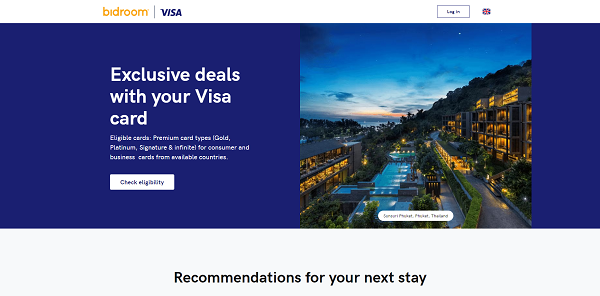 bidroom VISA
Log in
Exclusive deals
with your Visa
card
Eligible cards: Premium card types (Gold,
Platinum, Signature & Infinite) for consumer and
business cards from available countries.
Check eligibility
Sunsuri Phuket, Phuket, Thailand
Recommendations for your next stay